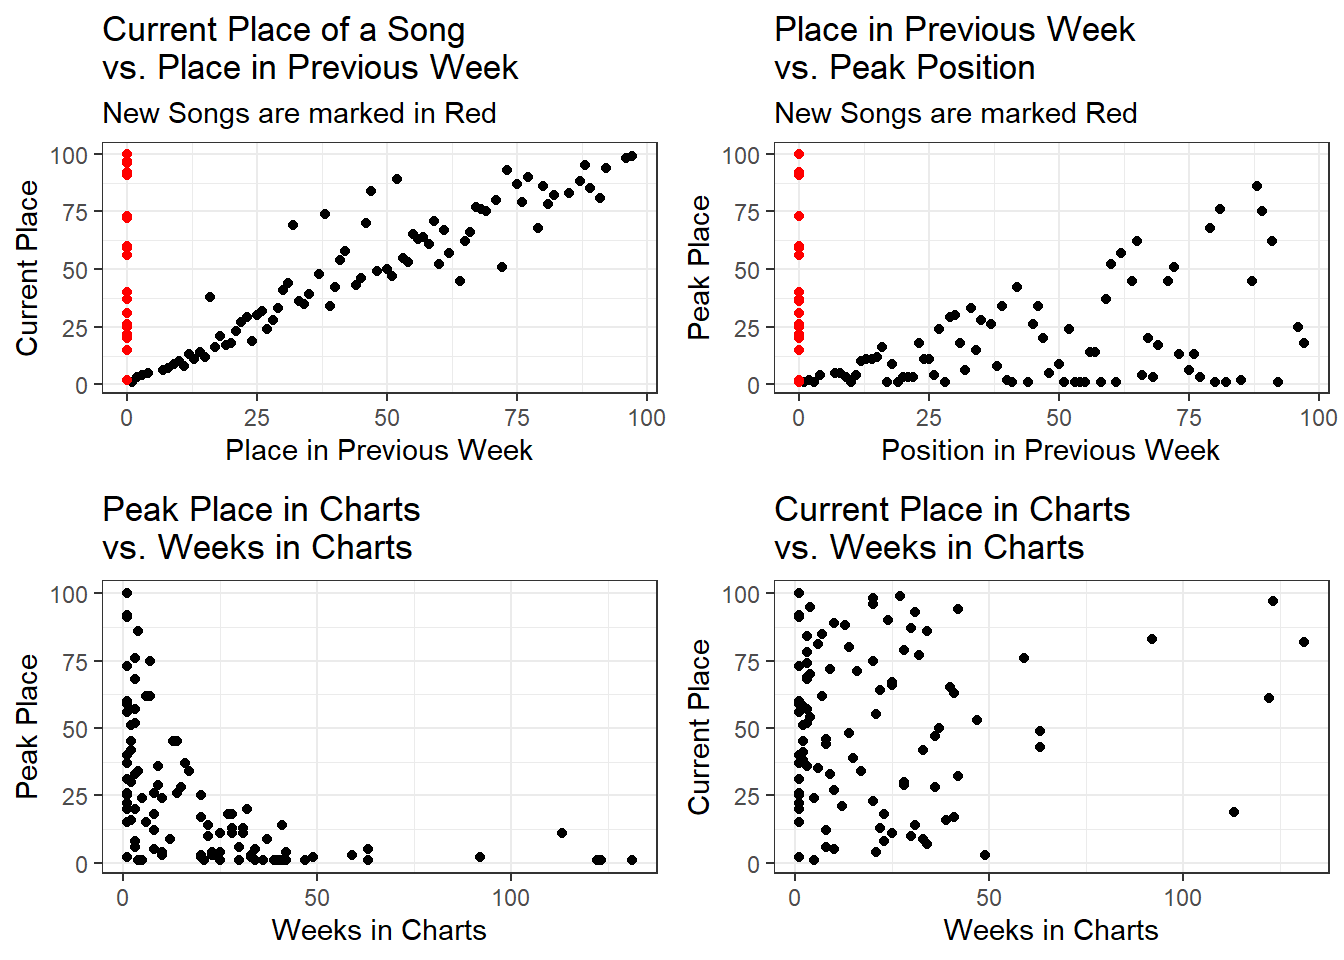 Current Place of a Song
vs. Place in Previous Week
New Songs are marked in Red
100
75
50
25
0
Current Place
0
25
50
75
100
Place in Previous Week
Place in Previous Week
vs. Peak Position
New Songs are marked Red
100
75
50
25
0
Peak Place
0
25
50
75
100
Position in Previous Week
Peak Place in Charts
vs. Weeks in Charts
100
75
50
25
0
Peak Place
0
50
100
Weeks in Charts
Current Place in Charts
vs. Weeks in Charts
100
75
50
25
0
Current Place
0
50
100
Weeks in Charts